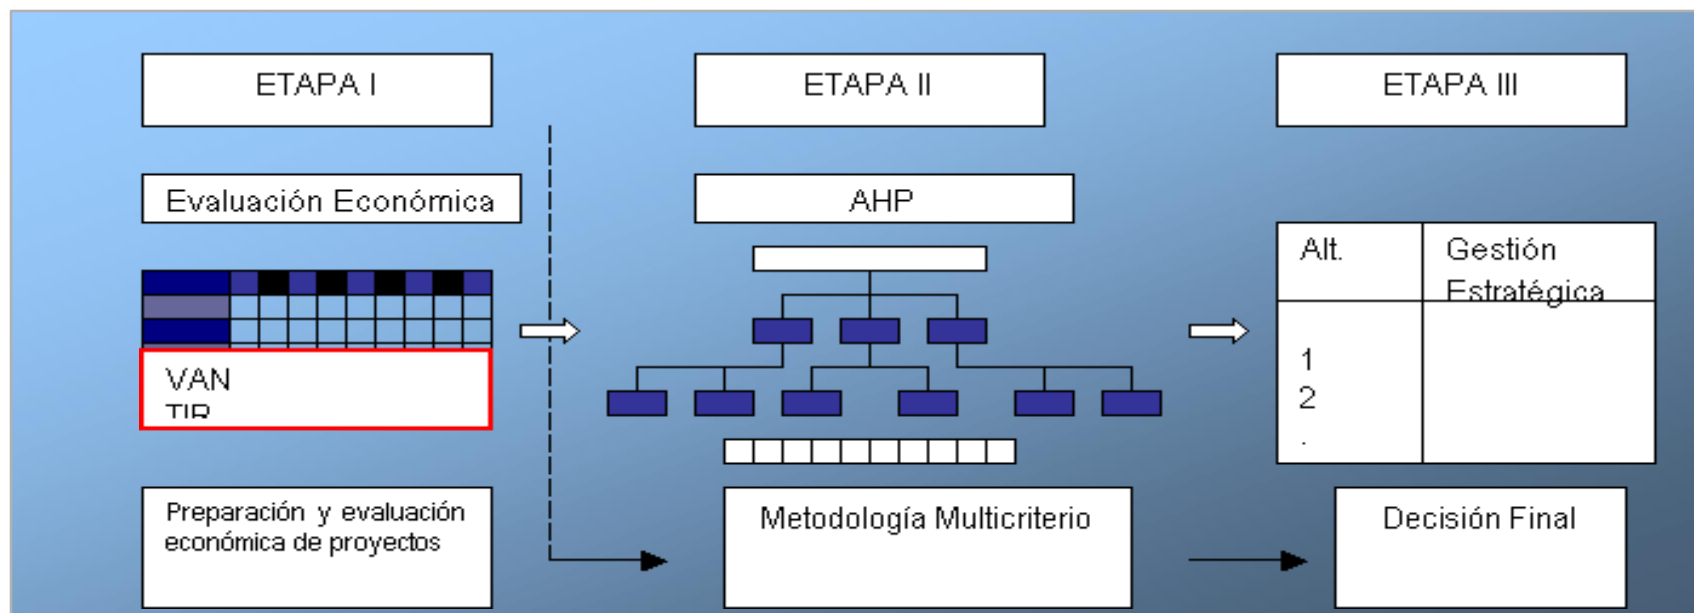 ETAPA I
ETAPA II
ETAPA III
Evaluación Económica
AHP
Alt.
Gestión
Estratégica
1
2
.
VAN
TIR
Preparación y evaluación
económica de proyectos
Metodología Multicriterio
Decisión Final